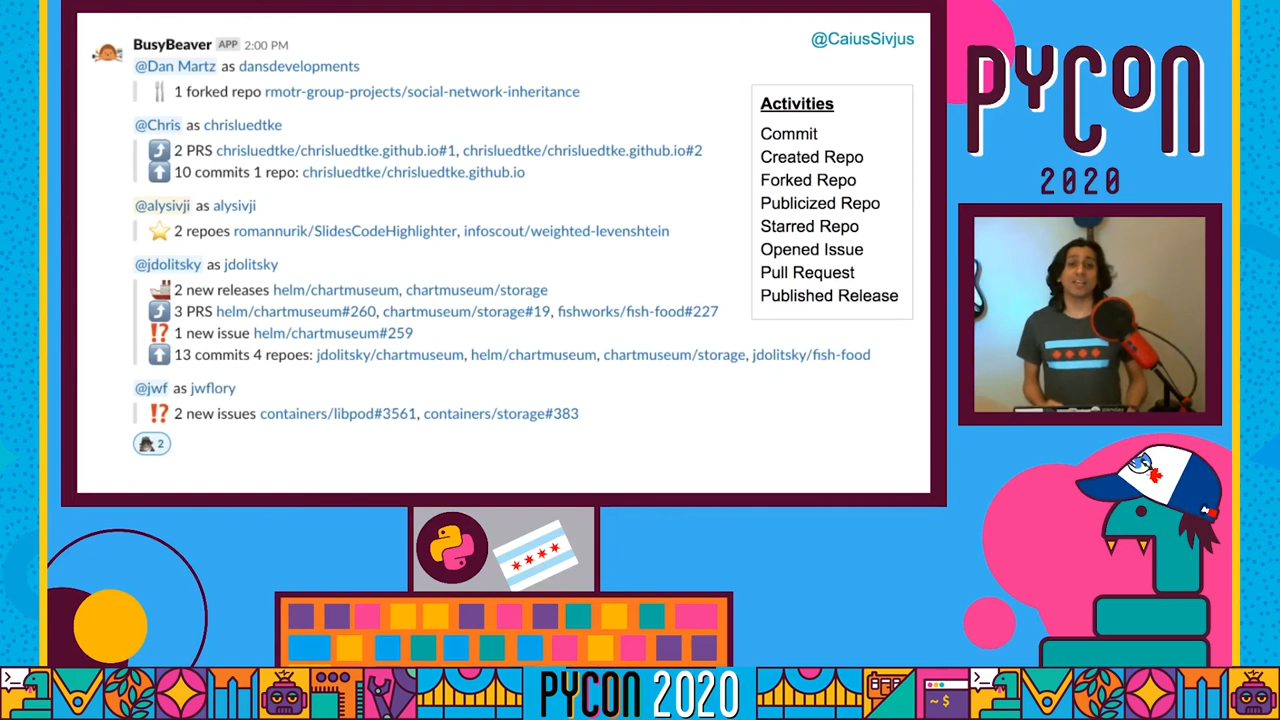 BusyBeaver APP 2:00 PM
@CaiusSivjus
@Dan Martz as dansdevelopments
1 forked repo rmotr-group-projects/social-network-inheritance
@Chris as chrisluedtke
2 PRS chrisluedtke/chrisluedtke.github.io#1, chrisluedtke/chrisluedtke.github.io#2
10 commits 1 repo: chrisluedtke/chrisluedtke.github.io
@alysivji as alysivji
2 repoes romannurik/SlidesCodeHighlighter, infoscout/weighted-levenshtein
@jdolitsky as jdolitsky
2 new releases helm/chartmuseum, chartmuseum/storage
3 PRS helm/chartmuseum#260, chartmuseum/storage#19, fishworks/fish-food#227
1 new issue helm/chartmuseum#259
13 commits 4 repoes: jdolitsky/chartmuseum, helm/chartmuseum, chartmuseum/storage, jdolitsky/fish-food
@jwf as jwflory
2 new issues containers/libpod#3561, containers/storage#383
2
Activities
Commit
Created Repo
Forked Repo
Publicized Repo
Starred Repo
Opened Issue
Pull Request
Published Release
PYCON
2020
PYCON 2020
~$